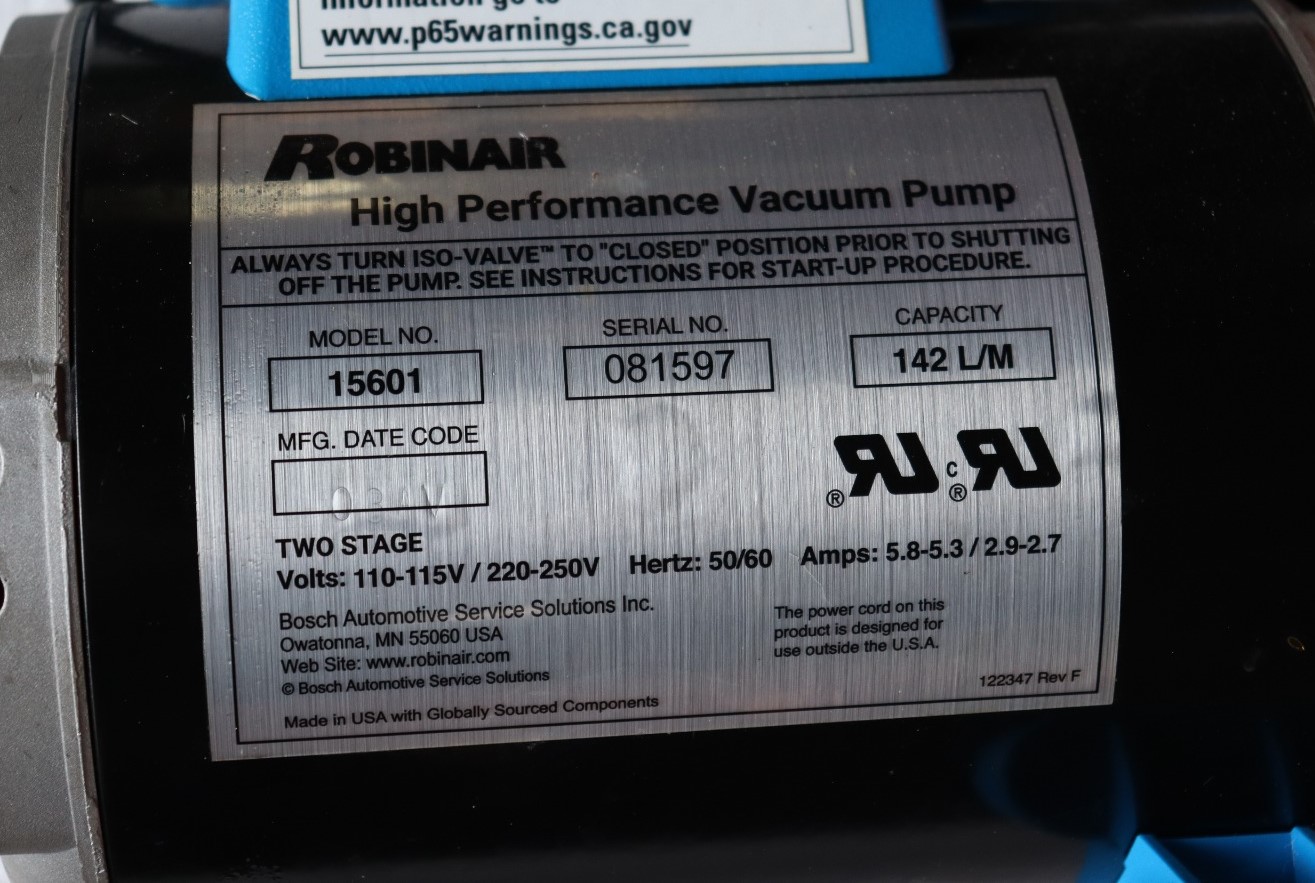 information go to
www.p65warnings.ca.gov
ROBINAIR
High Performance Vacuum Pump
ALWAYS TURN ISO-VALVE™ TO "CLOSED" POSITION PRIOR TO SHUTTING
OFF THE PUMP. SEE INSTRUCTIONS FOR START-UP PROCEDURE.
MODEL NO.
15601
SERIAL NO.
081597
CAPACITY
142 L/M
MFG. DATE CODE
TWO STAGE
Volts: 110-115V / 220-250V Hertz: 50/60 Amps: 5.8-5.3 / 2.9-2.7
Bosch Automotive Service Solutions Inc.
Owatonna, MN 55060 USA
Web Site: www.robinair.com
© Bosch Automotive Service Solutions
Made in USA with Globally Sourced Components
The power cord on this
product is designed for
use outside the U.S.A.
122347 Rev F